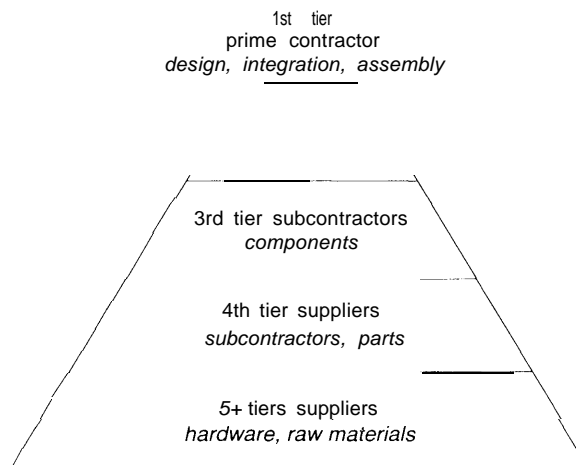 1st tier
prime contractor
design, integration, assembly
3rd tier subcontractors
components
4th tier suppliers
subcontractors, parts
5+ tiers suppliers
hardware, raw materials